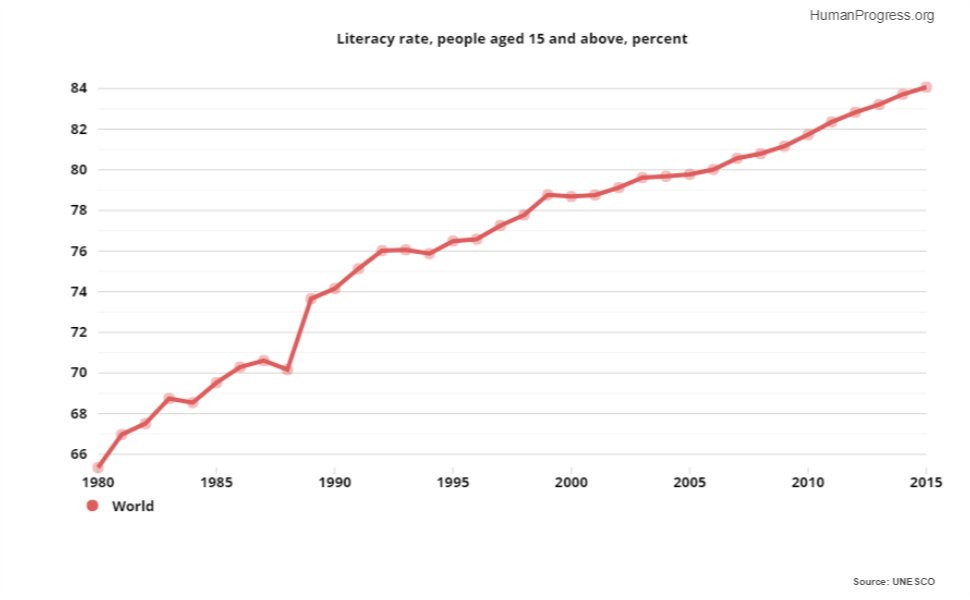 HumanProgress.org
Literacy rate, people aged 15 and above, percent
84
82
80
78
76
74
72
70
68
66
1980 1985 1990 1995 2000 2005 2010 2015
World
Source: UNESCO